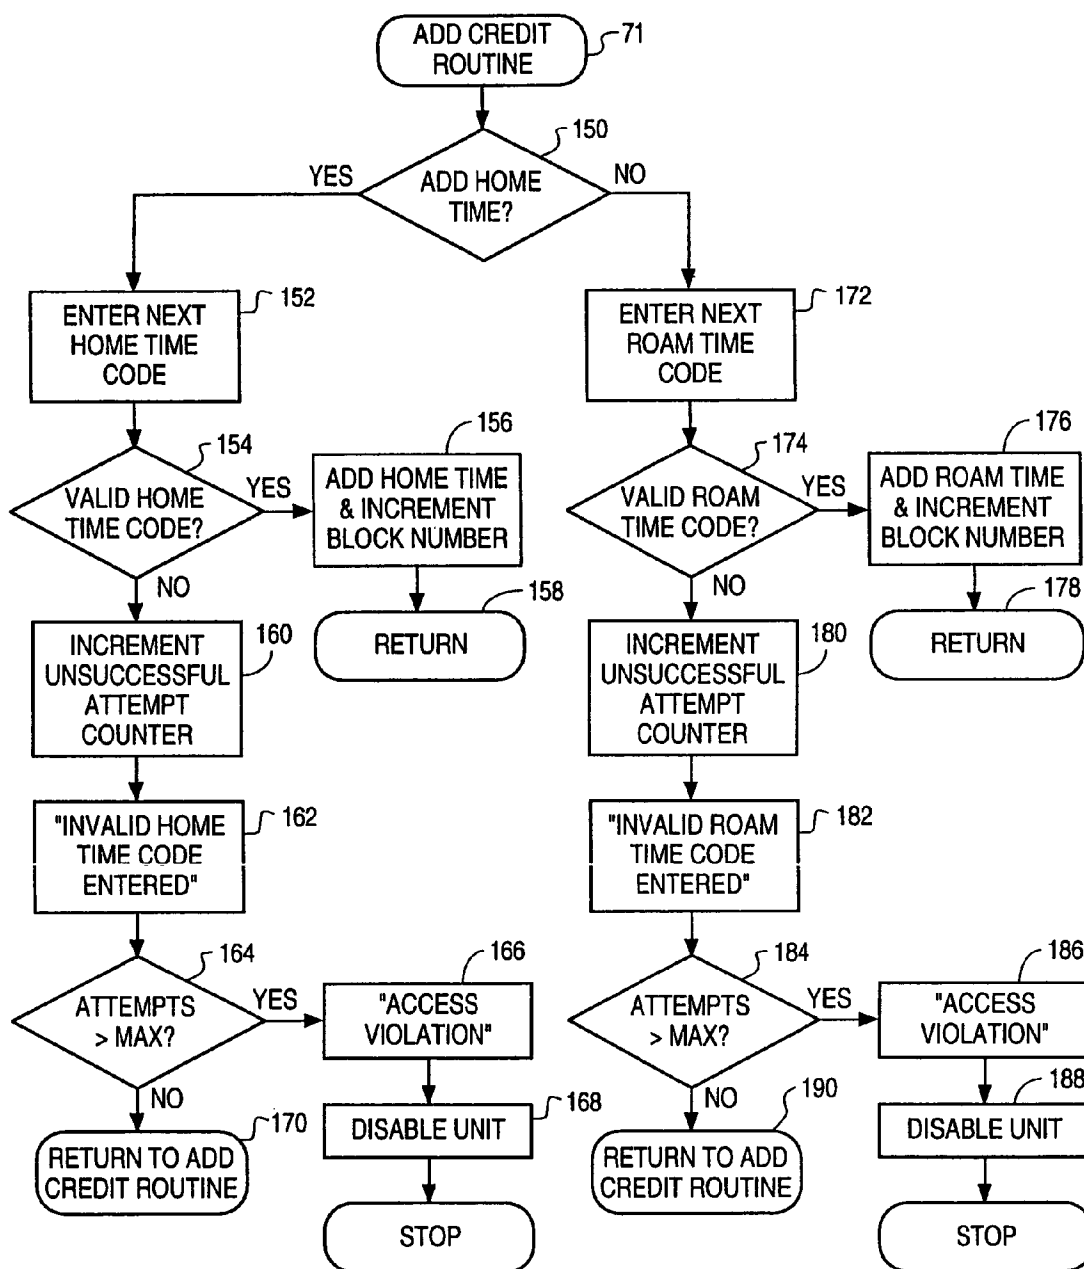 ADD CREDIT
ROUTINE
71
150
YES
ADD HOME
TIME?
NO
152
ENTER NEXT
HOME TIME
CODE
172
ENTER NEXT
ROAM TIME
CODE
154
VALID HOME
TIME CODE?
YES
156
ADD HOME TIME
& INCREMENT
BLOCK NUMBER
174
VALID ROAM
TIME CODE?
YES
176
ADD ROAM TIME
& INCREMENT
BLOCK NUMBER
NO
158
RETURN
NO
178
RETURN
160
INCREMENT
UNSUCCESSFUL
ATTEMPT
COUNTER
180
INCREMENT
UNSUCCESSFUL
ATTEMPT
COUNTER
162
"INVALID HOME
TIME CODE
ENTERED"
182
"INVALID ROAM
TIME CODE
ENTERED"
164
ATTEMPTS
> MAX?
YES
166
"ACCESS
VIOLATION"
184
ATTEMPTS
> MAX?
YES
186
"ACCESS
VIOLATION"
NO
168
DISABLE UNIT
NO
188
DISABLE UNIT
170
RETURN TO ADD
CREDIT ROUTINE
STOP
190
RETURN TO ADD
CREDIT ROUTINE
STOP